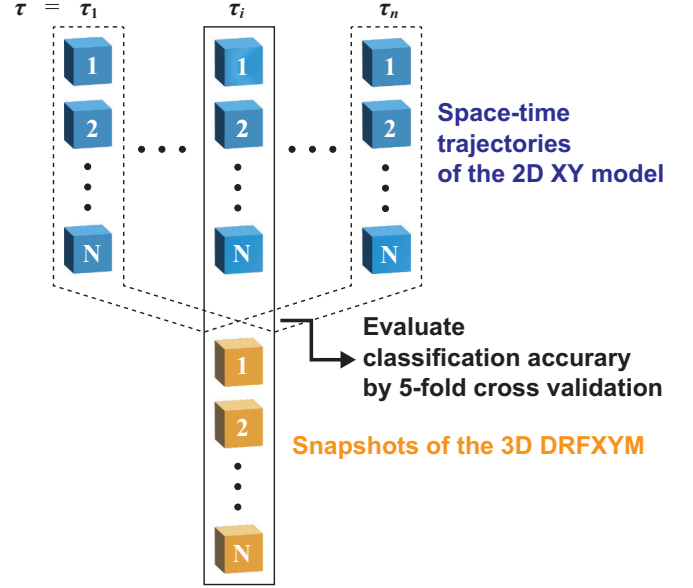 τ = τ1 τi τn
1 1 1
2 2 2
Space-time
trajectories
of the 2D XY model
N N N
Evaluate
classification accurary
by 5-fold cross validation
1
2
Snapshots of the 3D DRFXYM
N